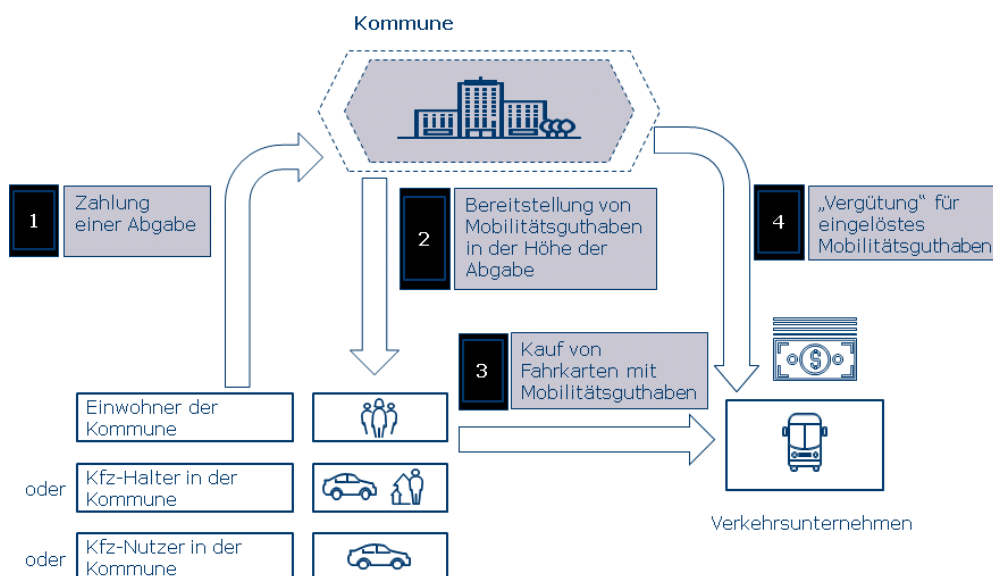 Kommune
1
Zahlung
einer Abgabe
2
Bereitstellung von
Mobilitätsguthaben
in der Höhe der
Abgabe
4
„Vergütung“ für
eingelöstes
Mobilitätsguthaben
3
Kauf von
Fahrkarten mit
Mobilitätsguthaben
$
Einwohner der
Kommune
oder
Kfz-Halter in der
Kommune
oder
Kfz-Nutzer in der
Kommune
Verkehrsunternehmen